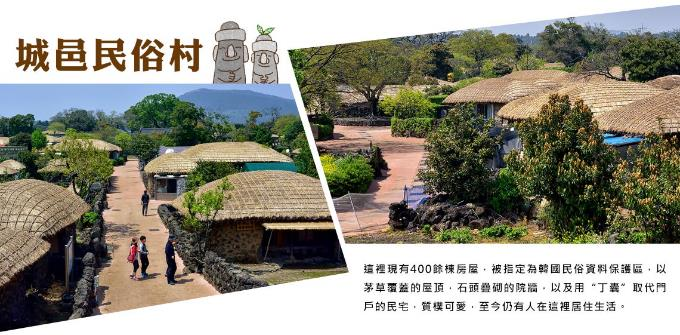 城邑民俗村
這裡現有400餘棟房屋，被指定為韓國民俗資料保護區，以
茅草覆蓋的屋頂，石頭疊砌的院牆，以及用“丁囊”取代門
戶的民宅，質樸可愛，至今仍有人在這裡居住生活。